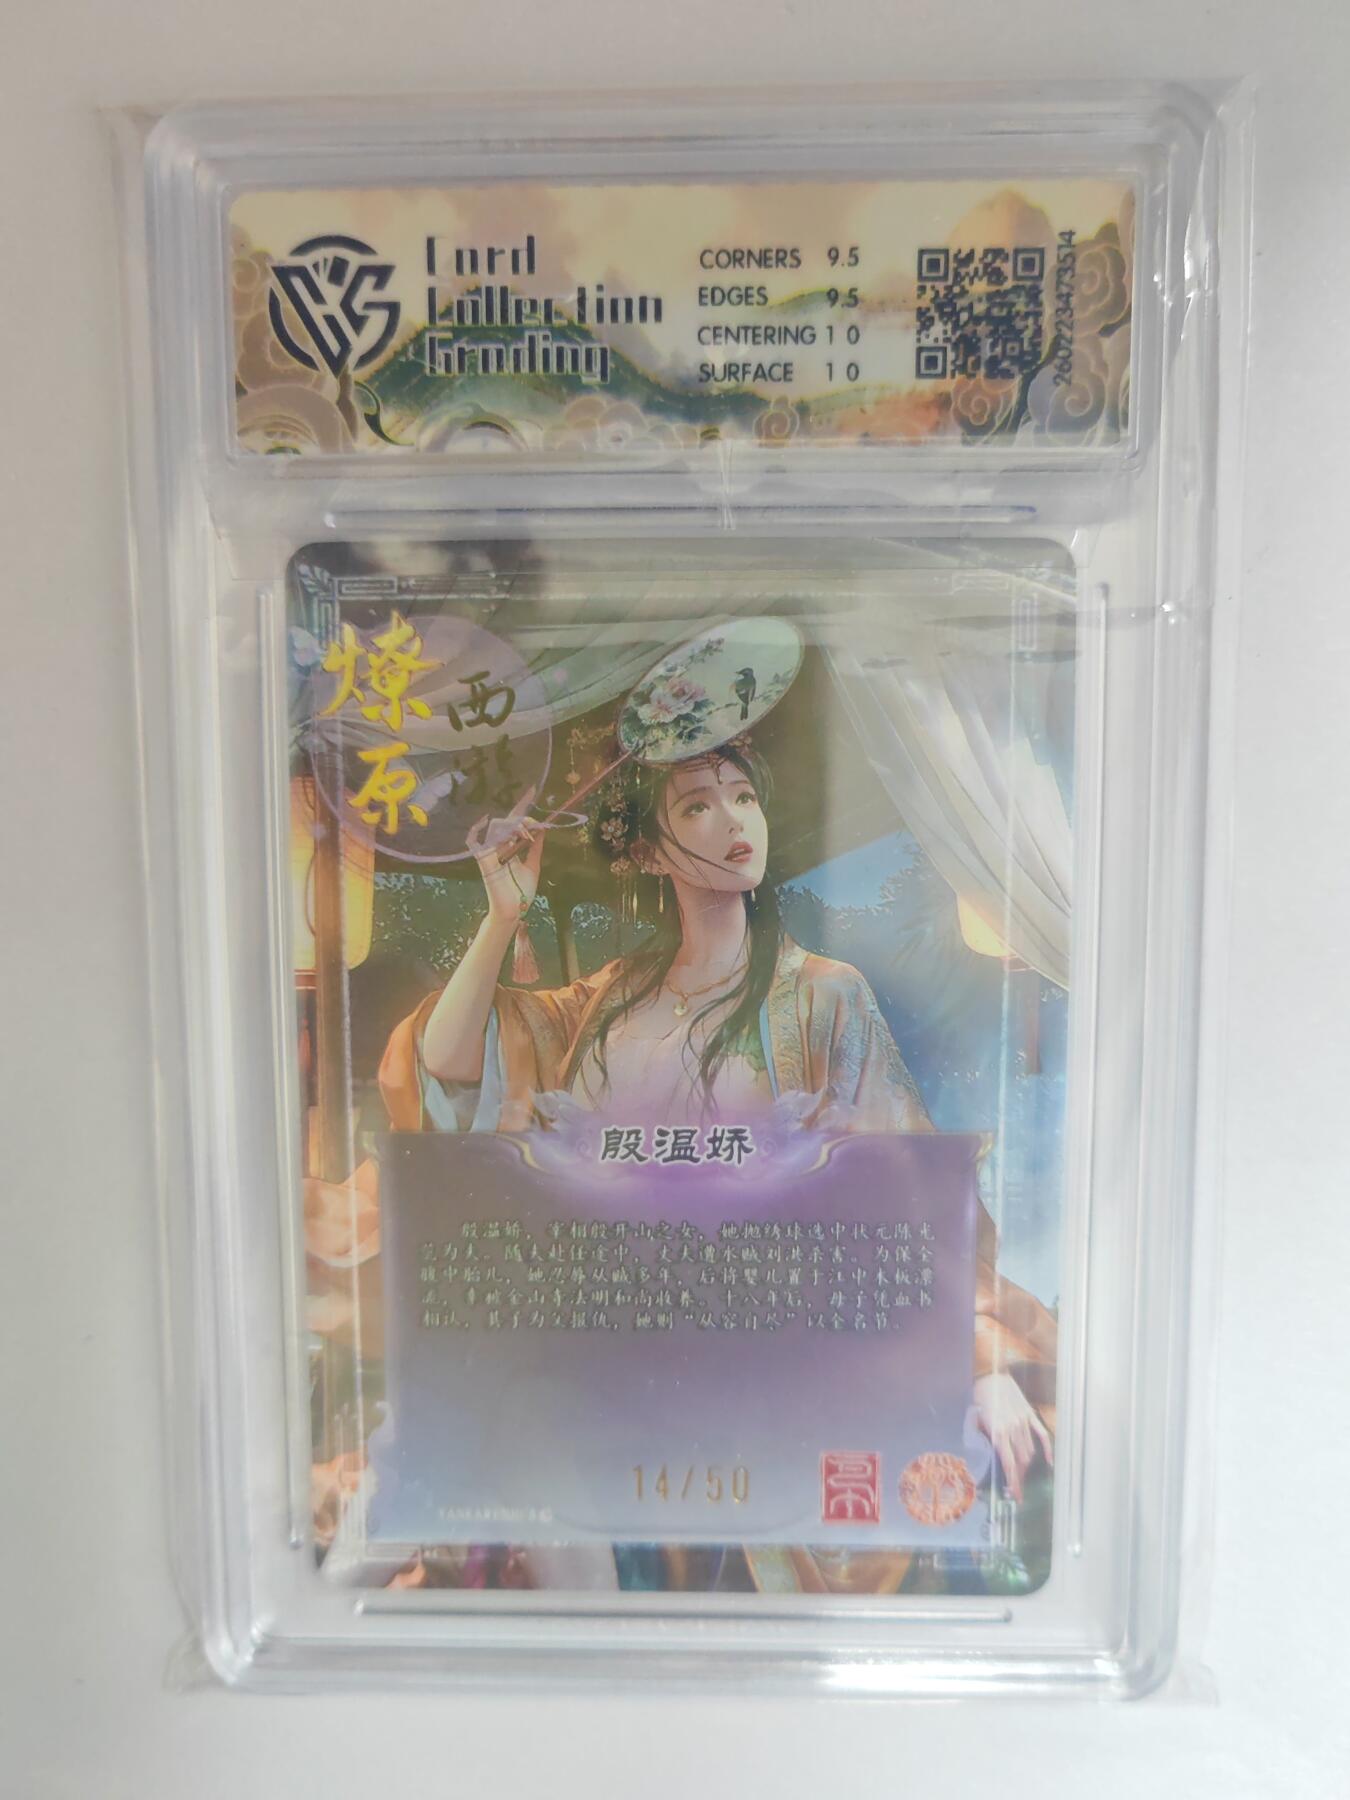 Card
Collection
Grading
CORNERS 9.5
EDGES 9.5
CENTERING 10
SURFACE 10
260223473514
燎原
西游
殷温娇
殷温娇，宰相殷开山之女，她抛绣球选中状元陈光
蕊为夫。随夫赴任途中，丈夫遭水贼刘洪杀害。为保全
腹中胎儿，她忍辱从贼多年，后将婴儿置于江中木板漂
流，幸被金山寺法明和尚收养。十八年后，母子凭血书
相认，其子为父报仇，她则“从容自尽”以全名节。
14/50